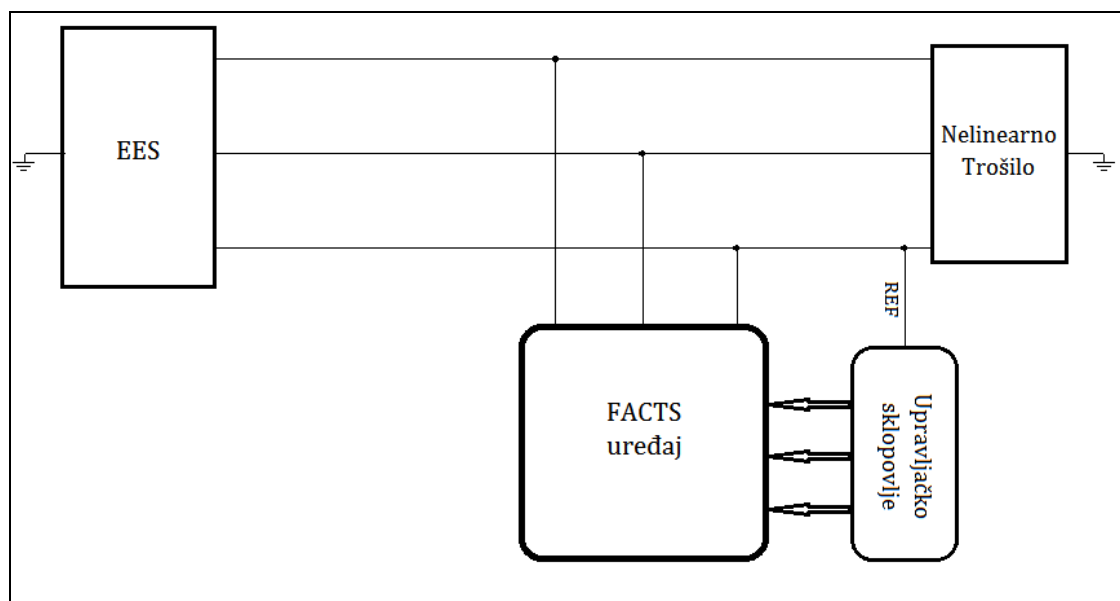 EES
Nelinearno
Trošilo
REF
FACTS
uređaj
Upravljačko
sklopovlje